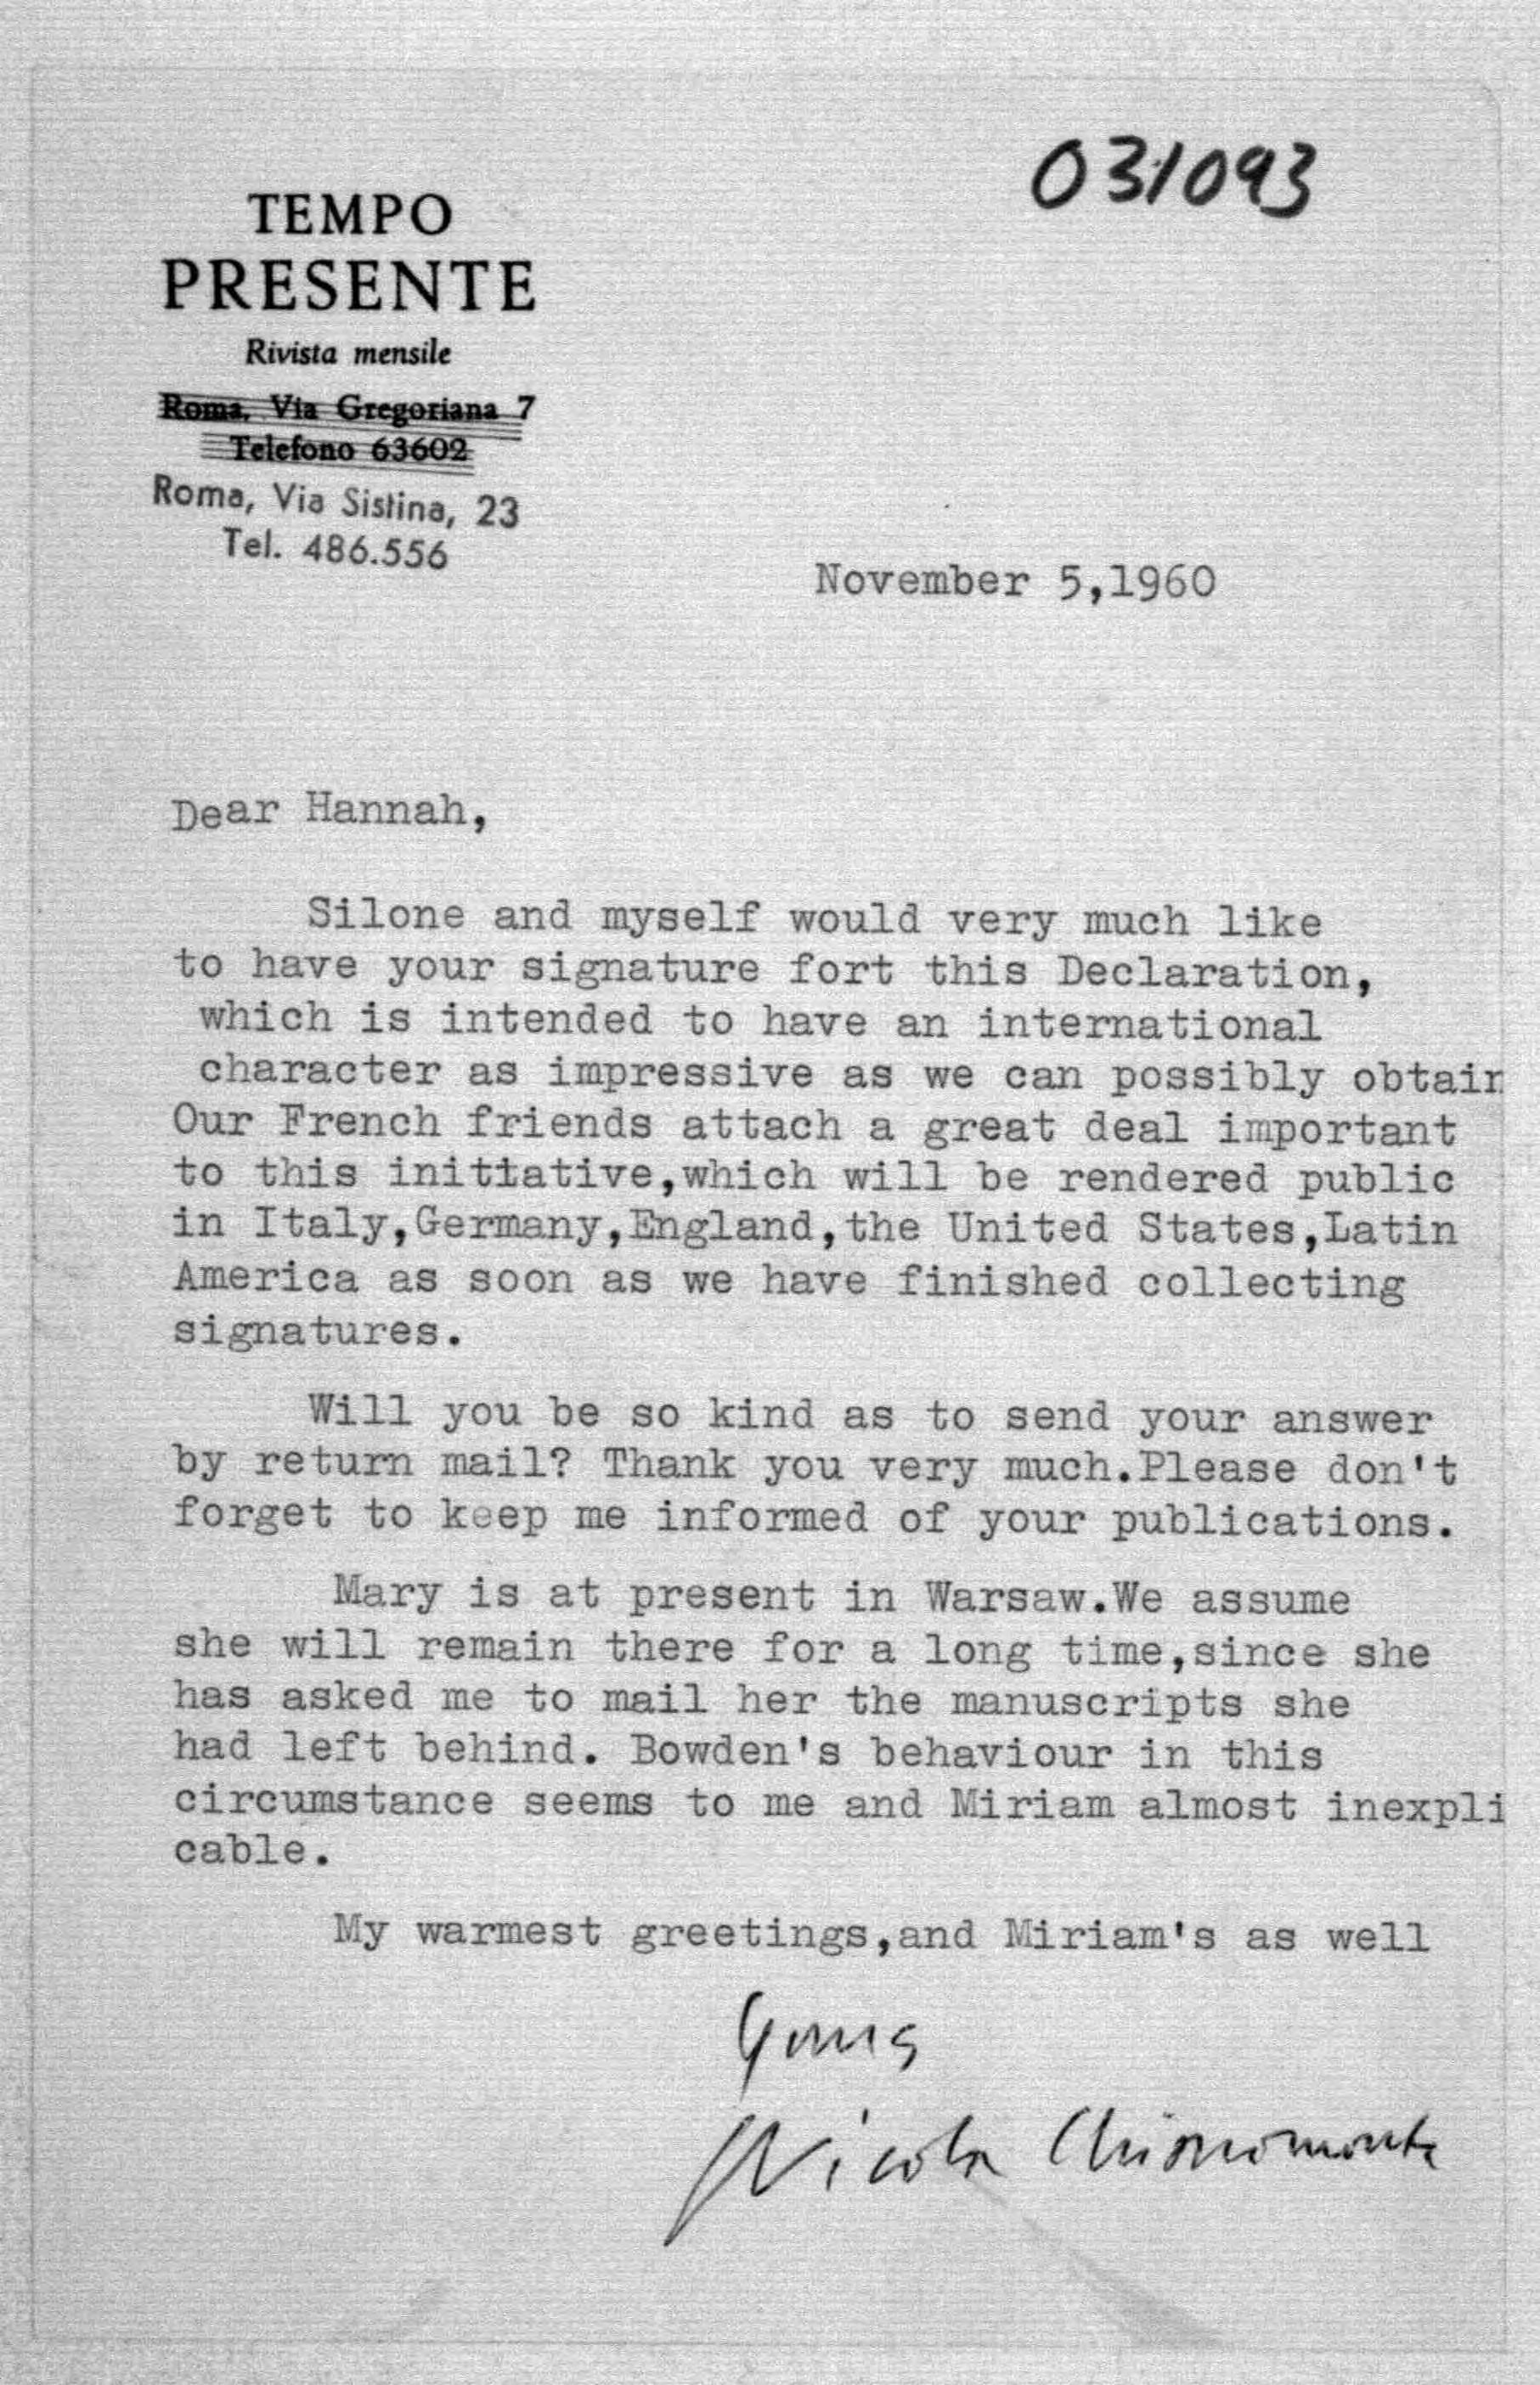 031093
TEMPO
PRESENTE
Rivista mensile
Roma, Via Gregoriana 7
Telefono 63602
Roma, Via Sistina, 23
Tel. 486.556
November 5,1960
Dear Hannah,
Silone and myself would very much like
to have your signature fort this Declaration,
which is intended to have an international
character as impressive as we can possibly obtain
Our French friends attach a great deal important
to this initiative,which will be rendered public
in Italy,Germany,England,the United States,Latin
America as soon as we have finished collecting
signatures.
Will you be so kind as to send your answer
by return mail? Thank you very much.Please don't
forget to keep me informed of your publications.
Mary is at present in Warsaw.We assume
she will remain there for a long time,since she
has asked me to mail her the manuscripts she
had left behind. Bowden's behaviour in this
circumstance seems to me and Miriam almost inexpli
cable.
My warmest greetings,and Miriam's as well
Yours
Nicola Chiaromonte